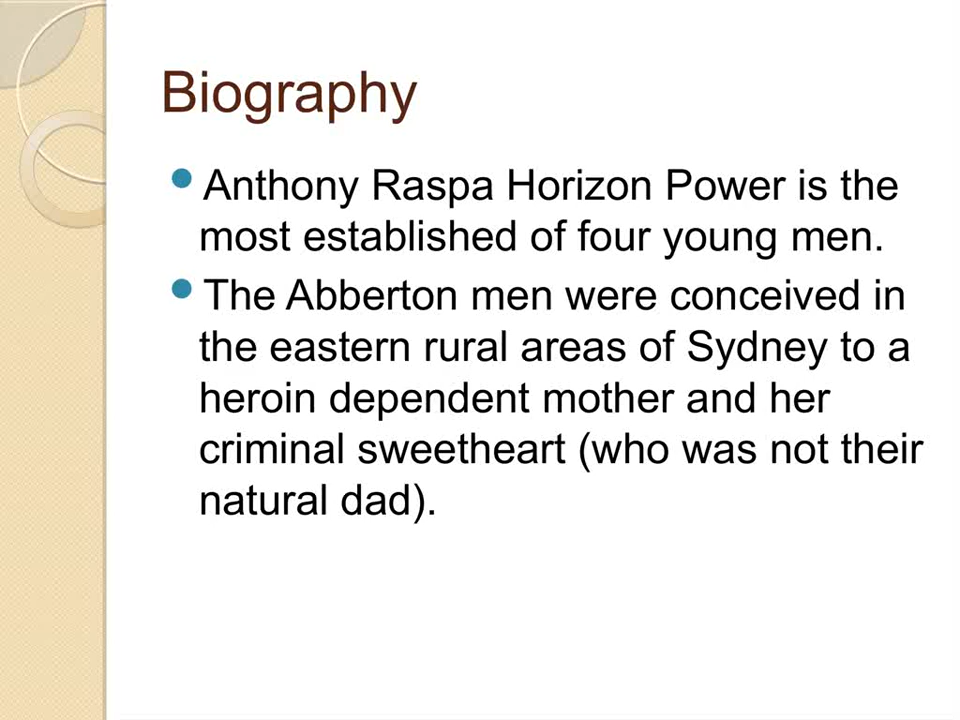 Biography
Anthony Raspa Horizon Power is the
most established of four young men.
The Abberton men were conceived in
the eastern rural areas of Sydney to a
heroin dependent mother and her
criminal sweetheart (who was not their
natural dad).